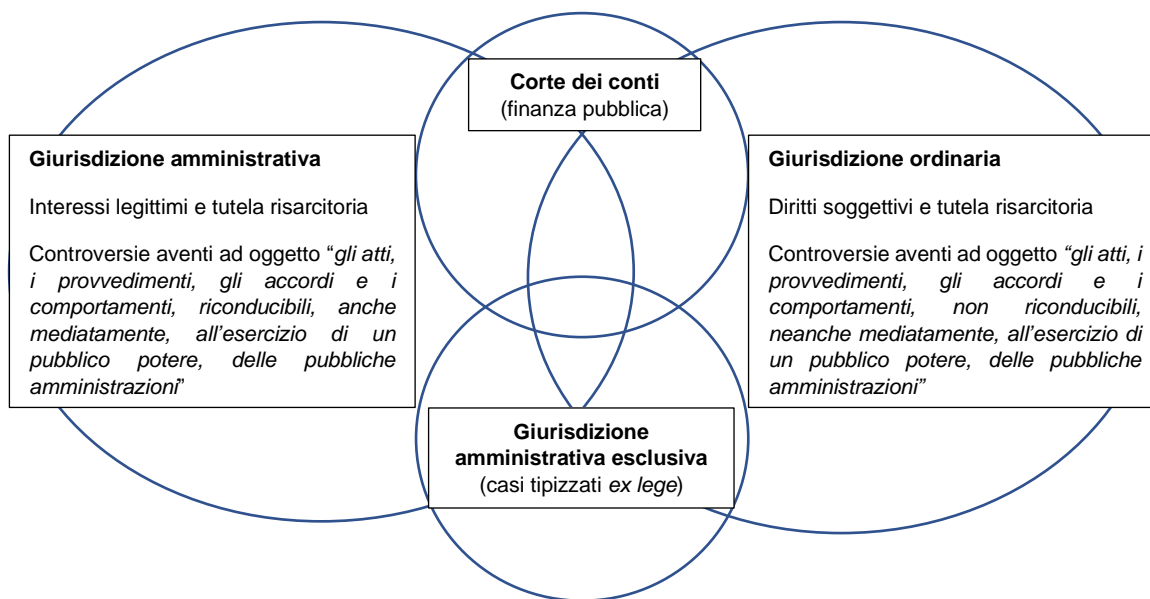 Corte dei conti
(finanza pubblica)
Giurisdizione amministrativa
Interessi legittimi e tutela risarcitoria
Controversie aventi ad oggetto “gli atti,
i provvedimenti, gli accordi e i
comportamenti, riconducibili, anche
mediatamente, all’esercizio di un
pubblico potere, delle pubbliche
amministrazioni”
Giurisdizione ordinaria
Diritti soggettivi e tutela risarcitoria
Controversie aventi ad oggetto “gli atti, i
provvedimenti, gli accordi e i
comportamenti, non riconducibili,
neanche mediatamente, all’esercizio di
un pubblico potere, delle pubbliche
amministrazioni”
Giurisdizione
amministrativa esclusiva
(casi tipizzati ex lege)